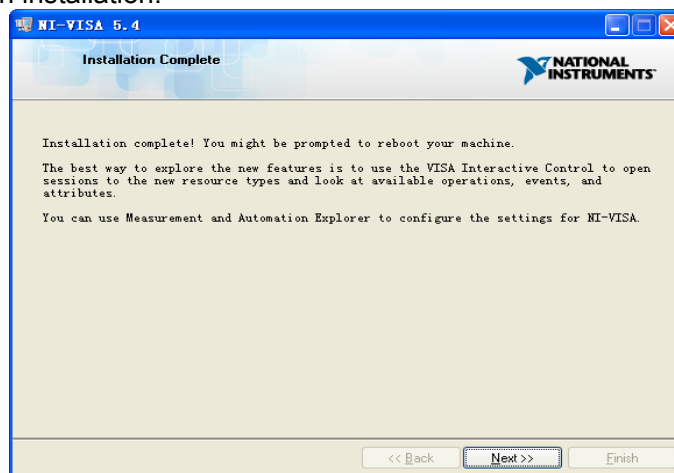 installation.
NI-VISA 5.4
Installation Complete
NATIONAL
INSTRUMENTS™
Installation complete! You might be prompted to reboot your machine.
The best way to explore the new features is to use the VISA Interactive Control to open
sessions to the new resource types and look at available operations, events, and
attributes.
You can use Measurement and Automation Explorer to configure the settings for NI-VISA.
<< Back
Next >>
Finish